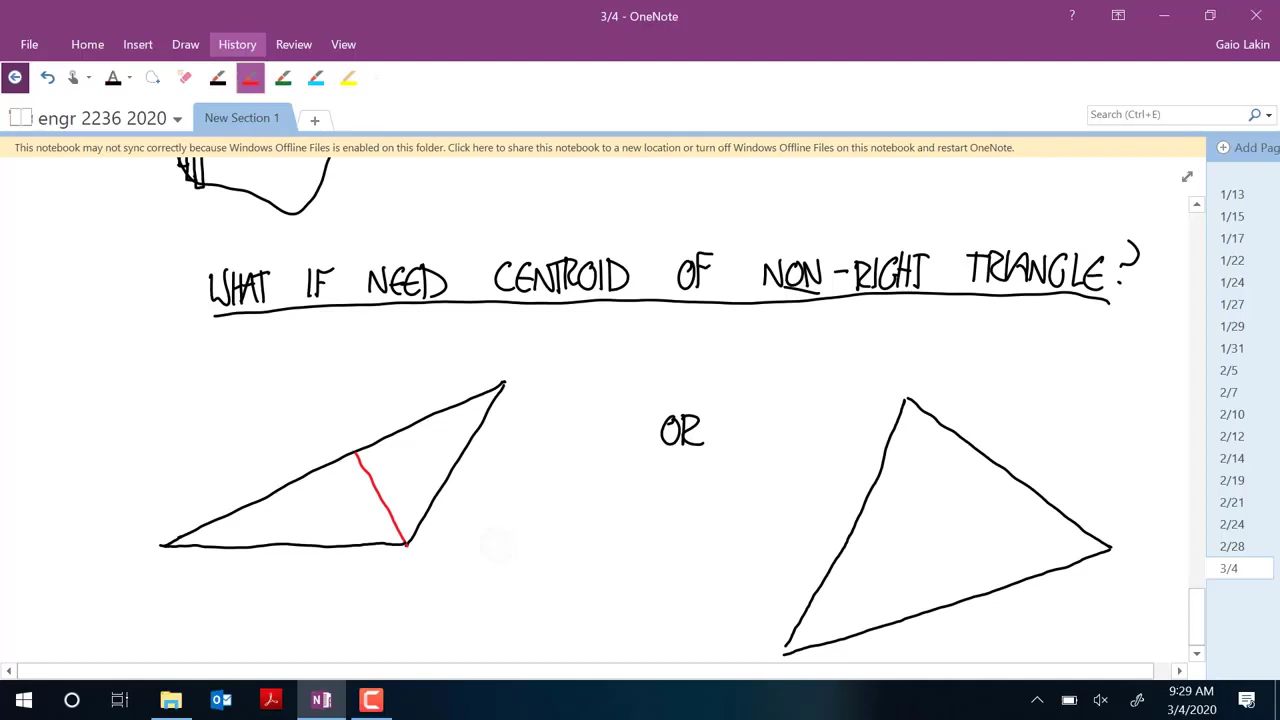 3/4 - OneNote
?
File Home Insert Draw History Review View
Gaio Lakin
A
engr 2236 2020
New Section 1
Search (Ctrl+E)
This notebook may not sync correctly because Windows Offline Files is enabled on this folder. Click here to share this notebook to a new location or turn off Windows Offline Files on this notebook and restart OneNote.
Add Pag
1/13
1/15
1/17
1/22
1/24
1/27
1/29
1/31
2/5
2/7
2/10
2/12
2/14
2/19
2/21
2/24
2/28
3/4
WHAT IF NEED CENTROID OF NON-RIGHT TRIANGLE?
OR
9:29 AM
3/4/2020